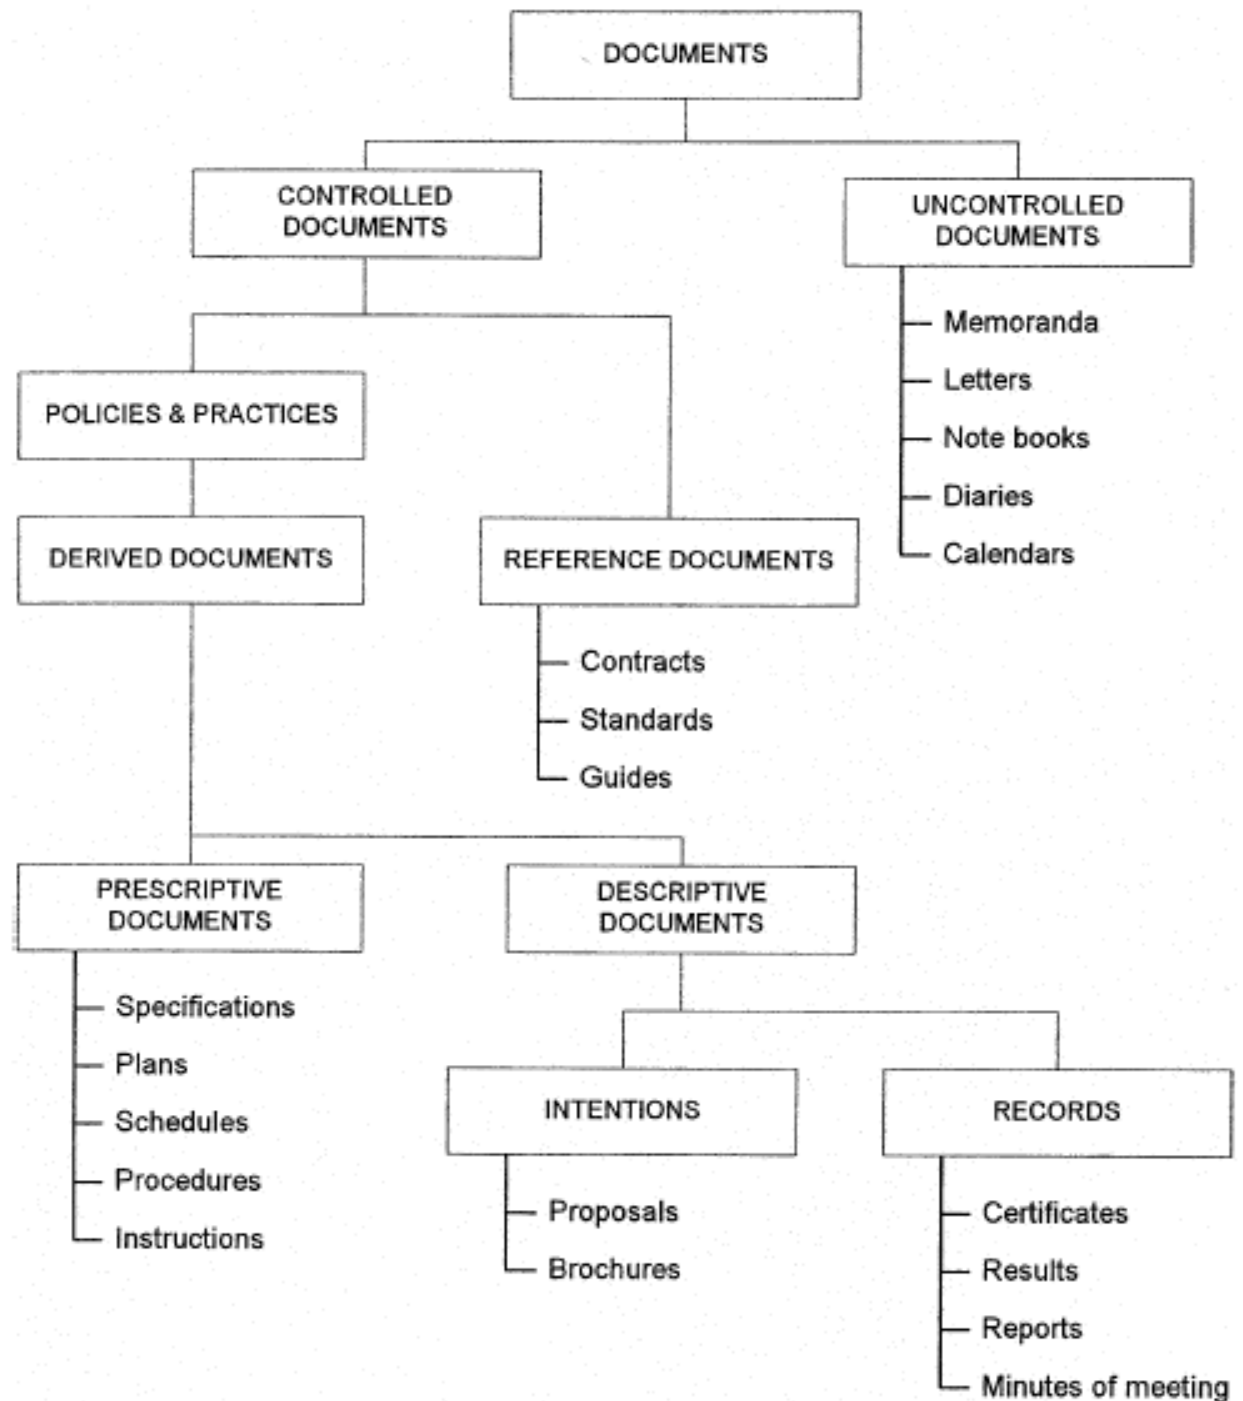 DOCUMENTS
CONTROLLED
DOCUMENTS
UNCONTROLLED
DOCUMENTS
Memoranda
Letters
Note books
Diaries
Calendars
POLICIES & PRACTICES
DERIVED DOCUMENTS
REFERENCE DOCUMENTS
Contracts
Standards
Guides
PRESCRIPTIVE
DOCUMENTS
Specifications
Plans
Schedules
Procedures
Instructions
DESCRIPTIVE
DOCUMENTS
INTENTIONS
Proposals
Brochures
RECORDS
Certificates
Results
Reports
Minutes of meeting